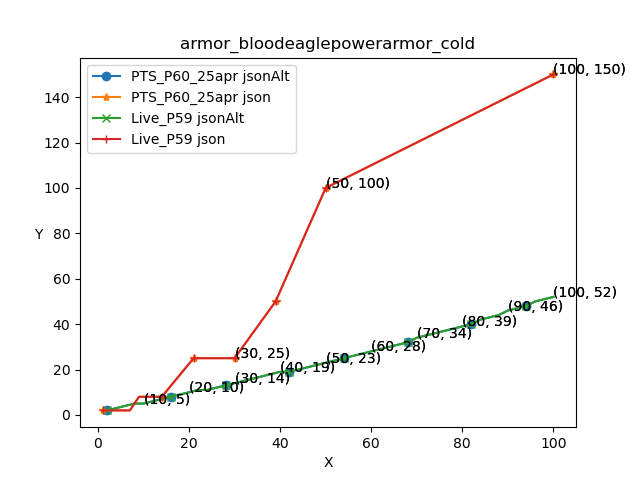 armor_bloodeaglepowerarmor_cold
PTS_P60_25apr jsonAlt
PTS_P60_25apr json
Live_P59 jsonAlt
Live_P59 json
(100, 150)
(50, 100)
(30, 25)
(100, 52)
(90, 46)
(80, 39)
(70, 34)
(60, 28)
(50, 23)
(40, 19)
(30, 14)
(20, 10)
(10, 5)
140
120
100
80
60
40
20
0
Y
0 20 40 60 80 100
X